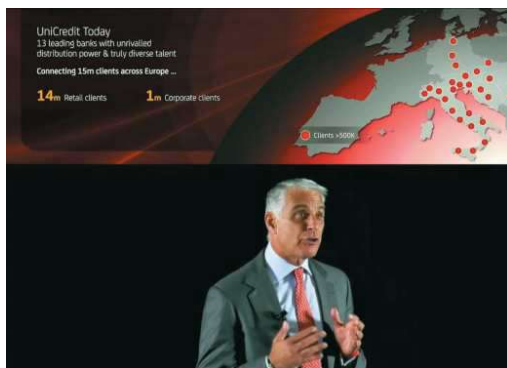 UniCredit Today
13 leading banks with unrivalled
distribution power & truly diverse talent
Connecting 15m clients across Europe ...
14m Retail clients
1m Corporate clients
Clients >500K